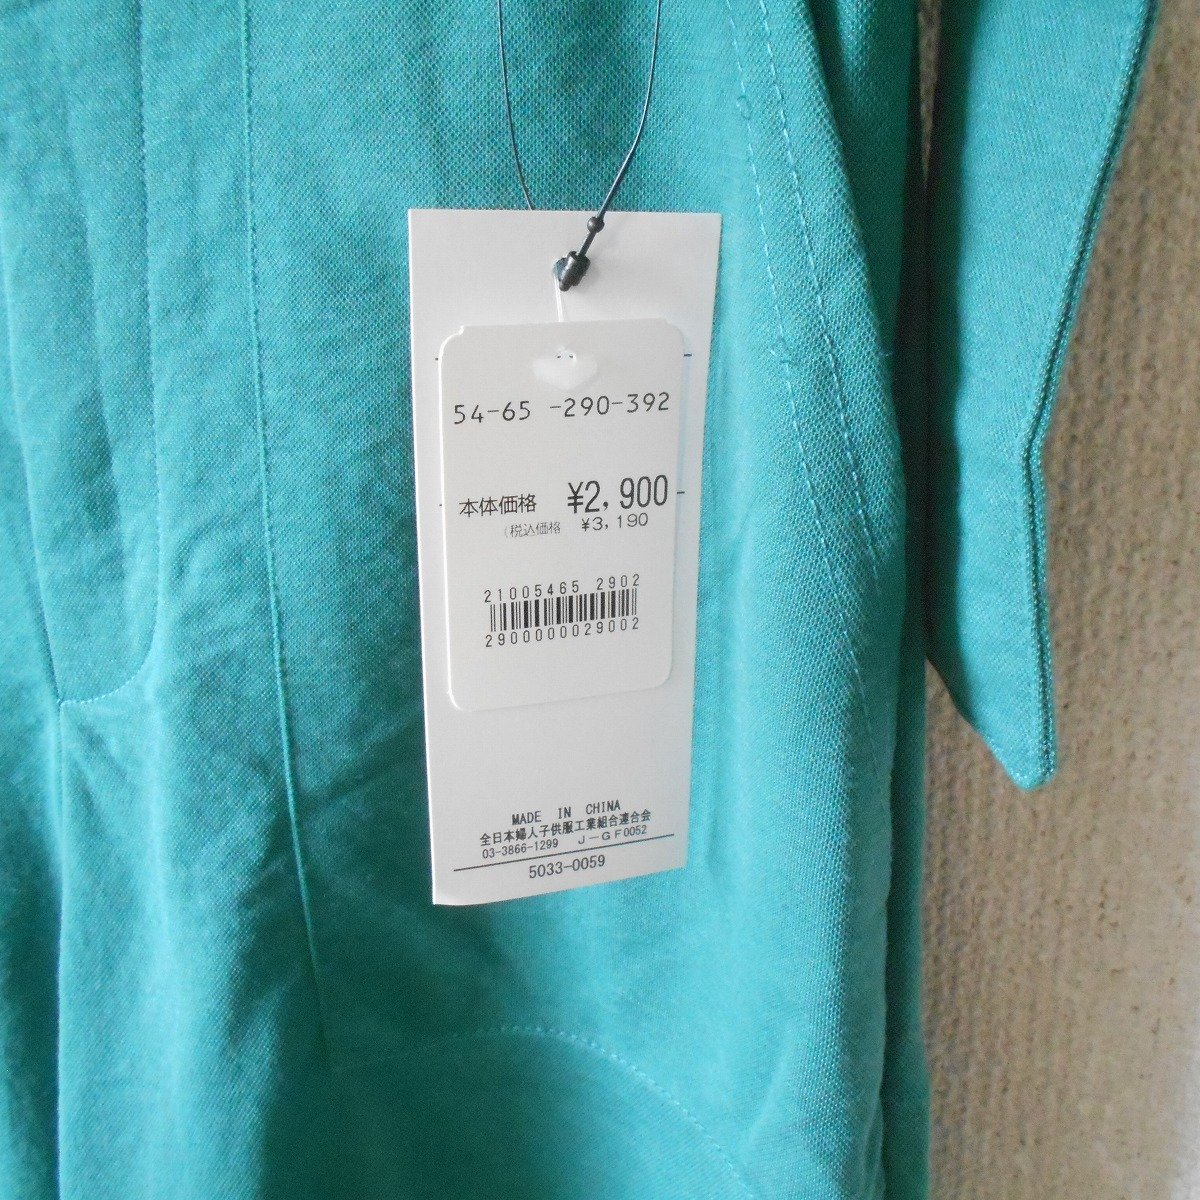 54-65 -290-392
本体価格 ¥2,900
(税込価格 ¥3,190
21005465 2902
2900000029002
MADE IN CHINA
全日本婦人子供服工業組合連合会
03-3866-1299 J-GF0052
5033-0059